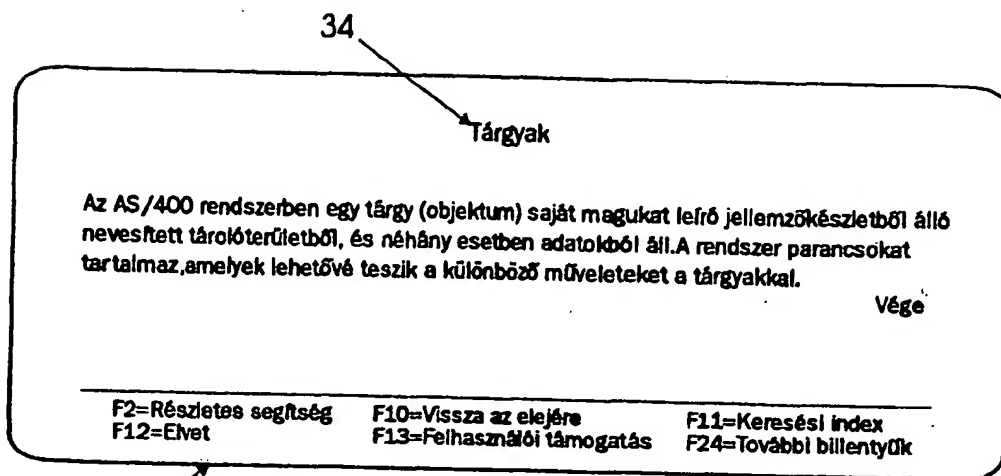 34
Tárgyak
Az AS/400 rendszerben egy tárgy (objektum) saját magukat leíró jellemzőkészletből álló
nevesített tárolóterületből, és néhány esetben adatokból áll.A rendszer parancsokat
tartalmaz,amelyek lehetővé teszik a különböző műveleteket a tárgyakkal.
Vége
F2=Részletes segítség F10=Vissza az elejére F11=Keresési index
F12=Elvet F13=Felhasználói támogatás F24=További billentyűk